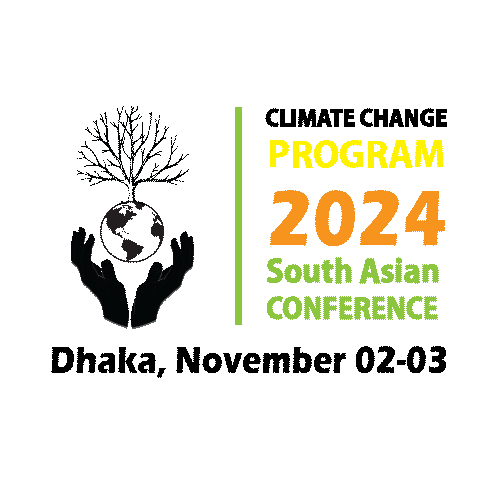 CLIMATE CHANGE
PROGRAM
2024
South Asian
CONFERENCE
Dhaka, November 02-03